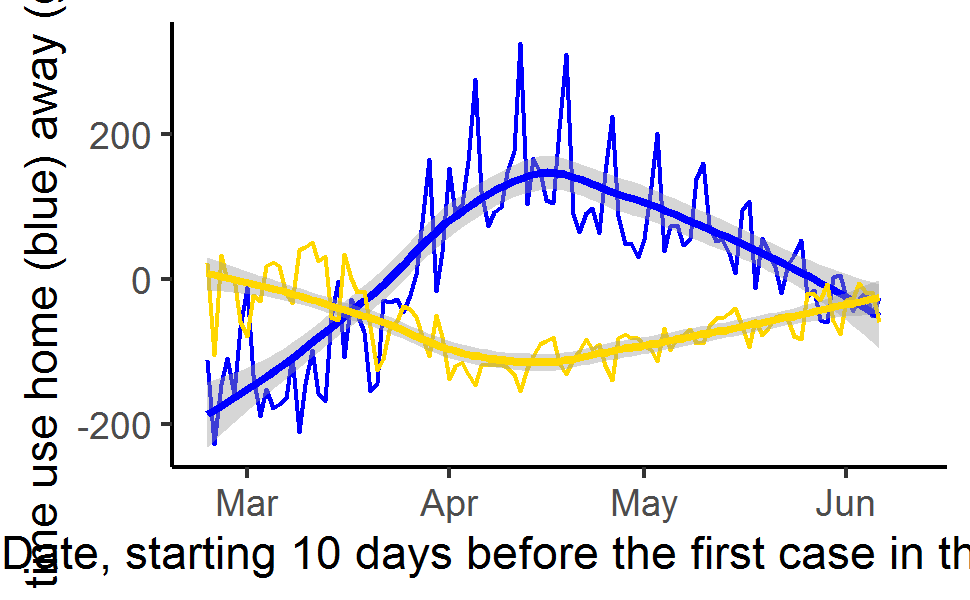 time use home (blue) away (
200
0
-200
Mar Apr May Jun
Date, starting 10 days before the first case in th